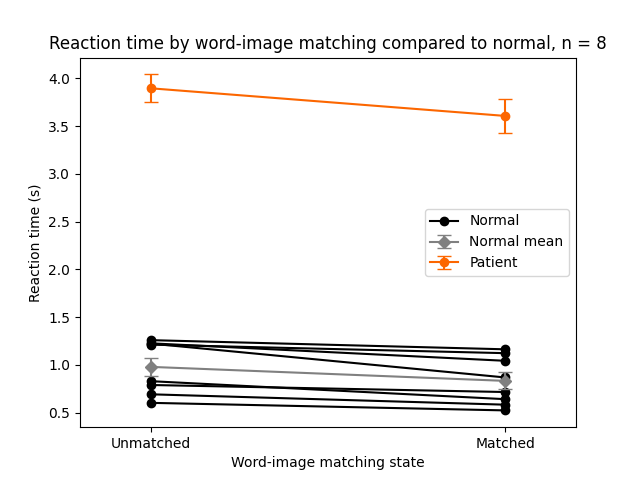 Reaction time by word-image matching compared to normal, n = 8
4.0
3.5
3.0
2.5
2.0
1.5
1.0
0.5
Reaction time (s)
Normal
Normal mean
Patient
Unmatched
Matched
Word-image matching state